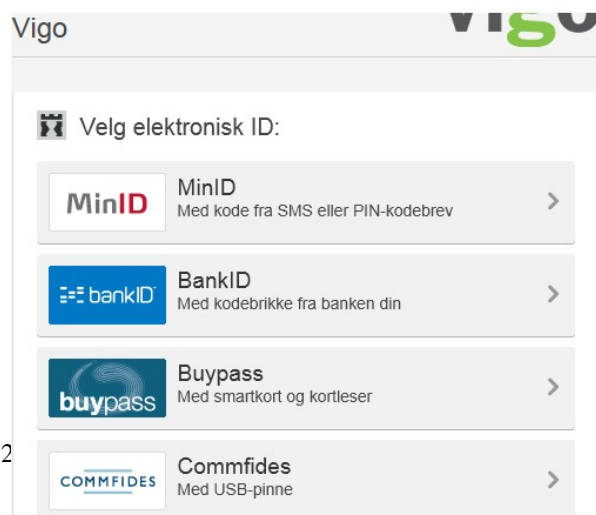 Vigo
vigo
Velg elektronisk ID:
MinID
MinID
Med kode fra SMS eller PIN-kodebrev
bankID
BankID
Med kodebrikke fra banken din
buypass
Buypass
Med smartkort og kortleser
2
COMMFIDES
Commfides
Med USB-pinne